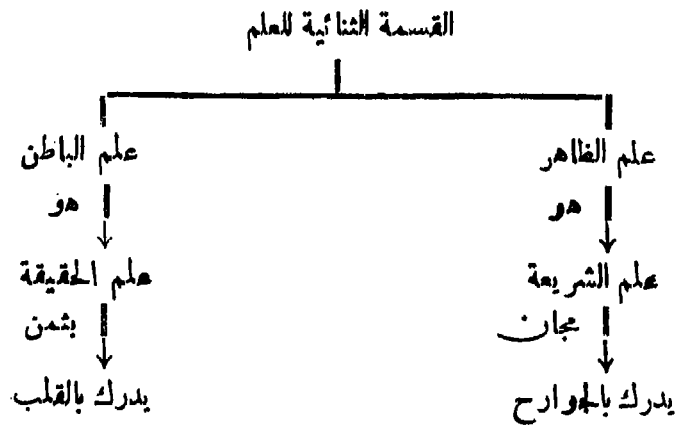 القسمة الثنائية للعلم
علم الظاهر علم الباطن
هو هو
علم الشريعة علم الحقيقة
مجان بثمن
يدرك بالجوارح يدرك بالقلب